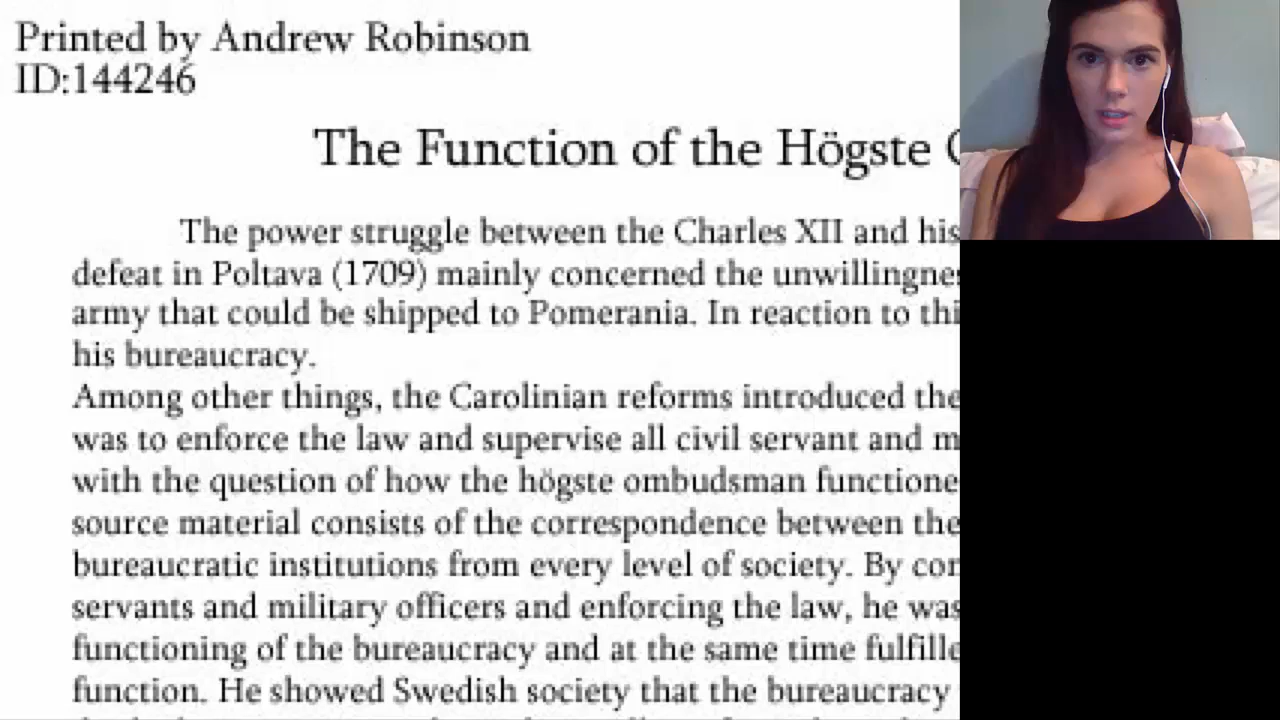 Printed by Andrew Robinson
ID:144246
The Function of the Högste
The power struggle between the Charles XII and his
defeat in Poltava (1709) mainly concerned the
army that could be shipped to Pomerania. In reaction to
his bureaucracy.
Among other things, the Carolinian reforms introduced the
was to enforce the law and supervise all civil servant and
with the question of how the högste ombudsman
source material consists of the correspondence between the
bureaucratic institutions from every level of society. By
servants and military officers and enforcing the law, he was
functioning of the bureaucracy and at the same time
function. He showed Swedish society that the bureaucracy